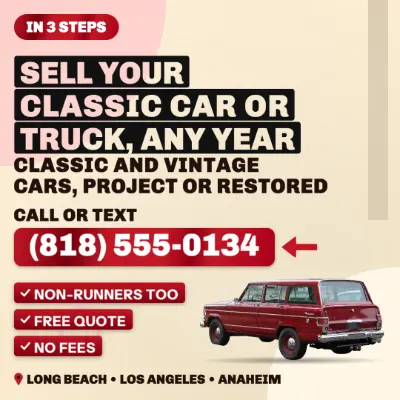 IN 3 STEPS
SELL YOUR
CLASSIC CAR OR
TRUCK, ANY YEAR
CLASSIC AND VINTAGE
CARS, PROJECT OR RESTORED
CALL OR TEXT
(818) 555-0134
NON-RUNNERS TOO
FREE QUOTE
NO FEES
LONG BEACH • LOS ANGELES • ANAHEIM